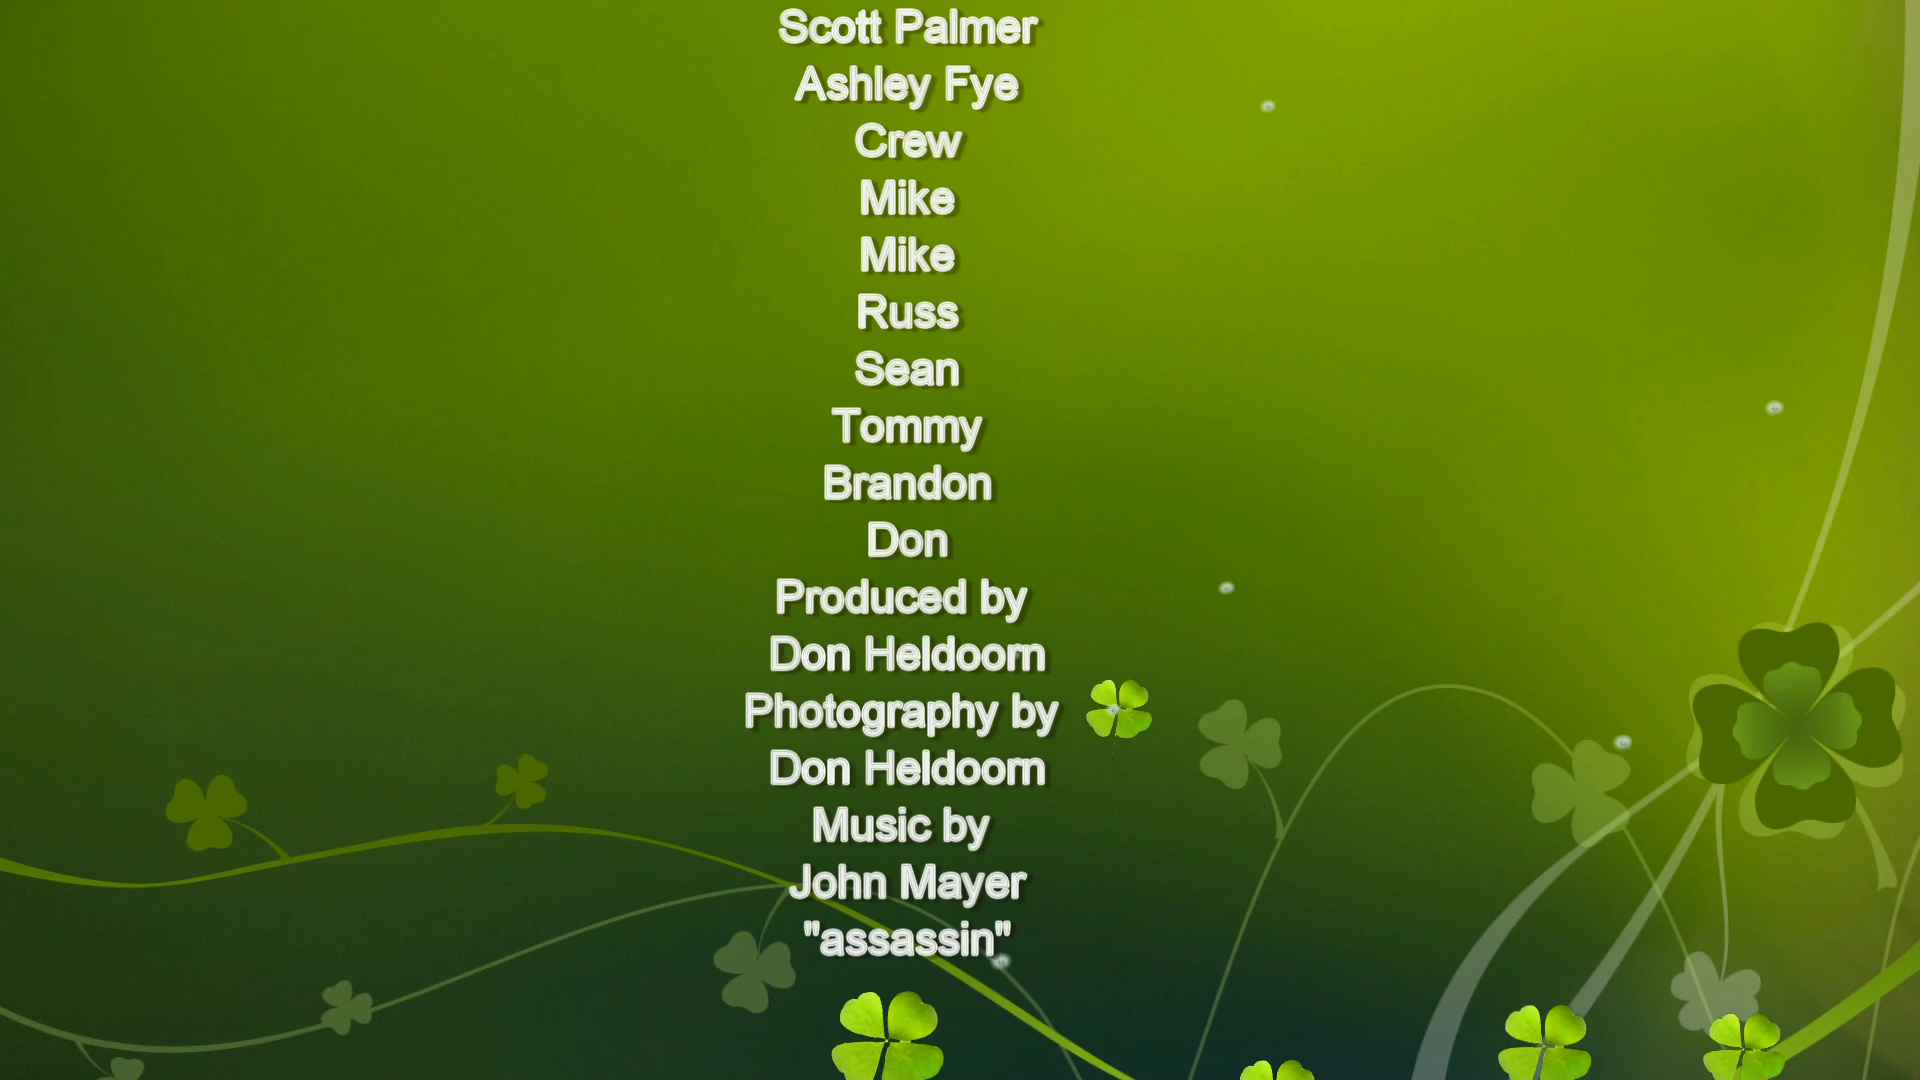 Scott Palmer
Ashley Fye
Crew
Mike
Mike
Russ
Sean
Tommy
Brandon
Don
Produced by
Don Heldoorn
Photography by
Don Heldoorn
Music by
John Mayer
"assassin"